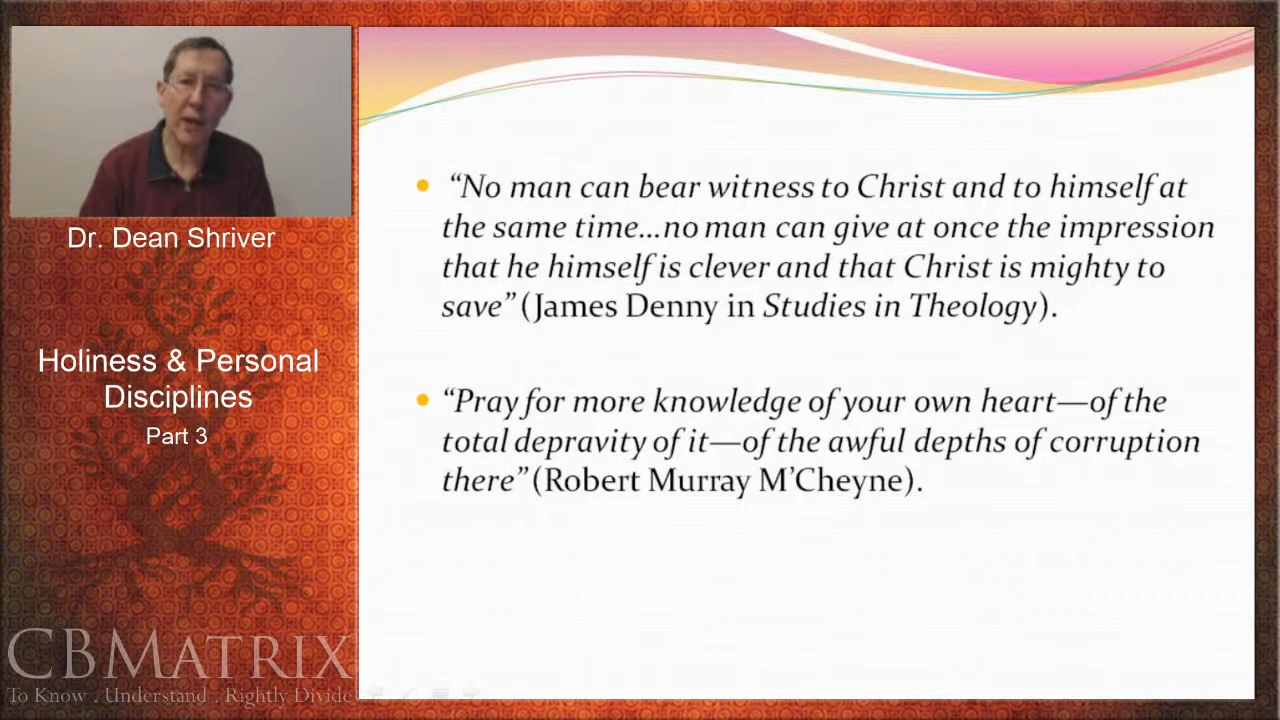 Dr. Dean Shriver
Holiness & Personal
Disciplines
Part 3
CBMATRIX
To Know . Understand . Rightly Divide
• “No man can bear witness to Christ and to himself at
the same time...no man can give at once the impression
that he himself is clever and that Christ is mighty to
save” (James Denny in Studies in Theology).
• “Pray for more knowledge of your own heart—of the
total depravity of it—of the awful depths of corruption
there” (Robert Murray M’Cheyne).